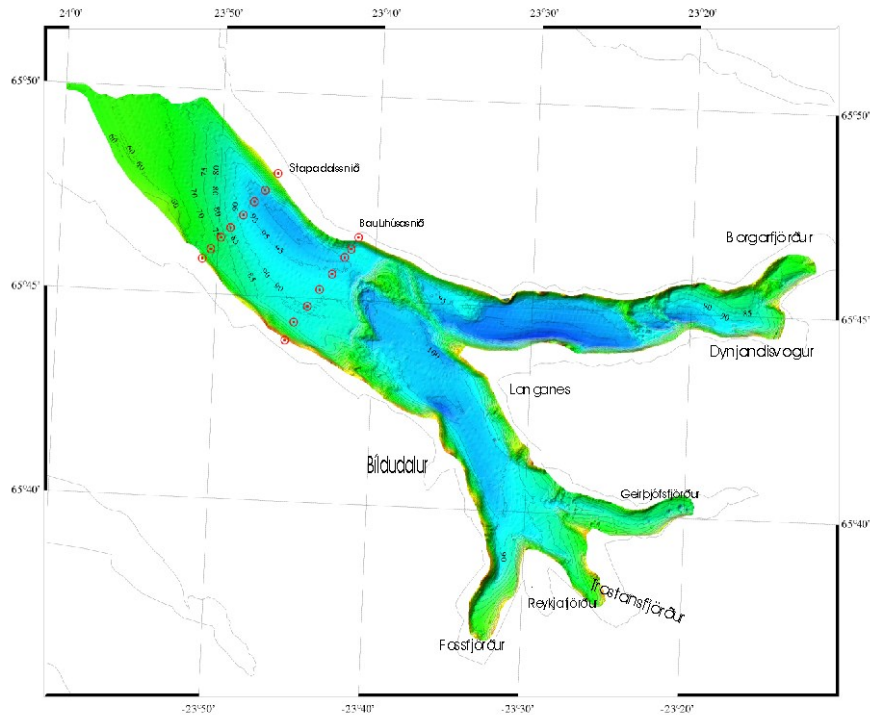 24°0' 23°50' 23°40' 23°30' 23°20'
65°50'
65°50'
Stapadalssnið
Bauluhúsasnið
Borgarfjörður
65°45'
65°45'
Dynjandisvogur
Langanes
Bíldudalur
65°40'
Geirþjófsfjörður
65°40'
Trostansfjörður
Reykjafjörður
Fossfjörður
-23°50' -23°40' -23°30' -23°20'